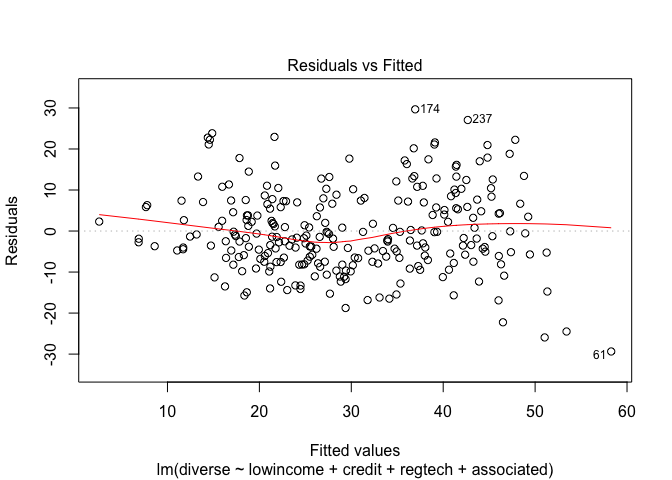 Residuals vs Fitted
Residuals
30
20
10
0
-10
-20
-30
174
237
61
10 20 30 40 50 60
Fitted values
lm(diverse ~ lowincome + credit + regtech + associated)